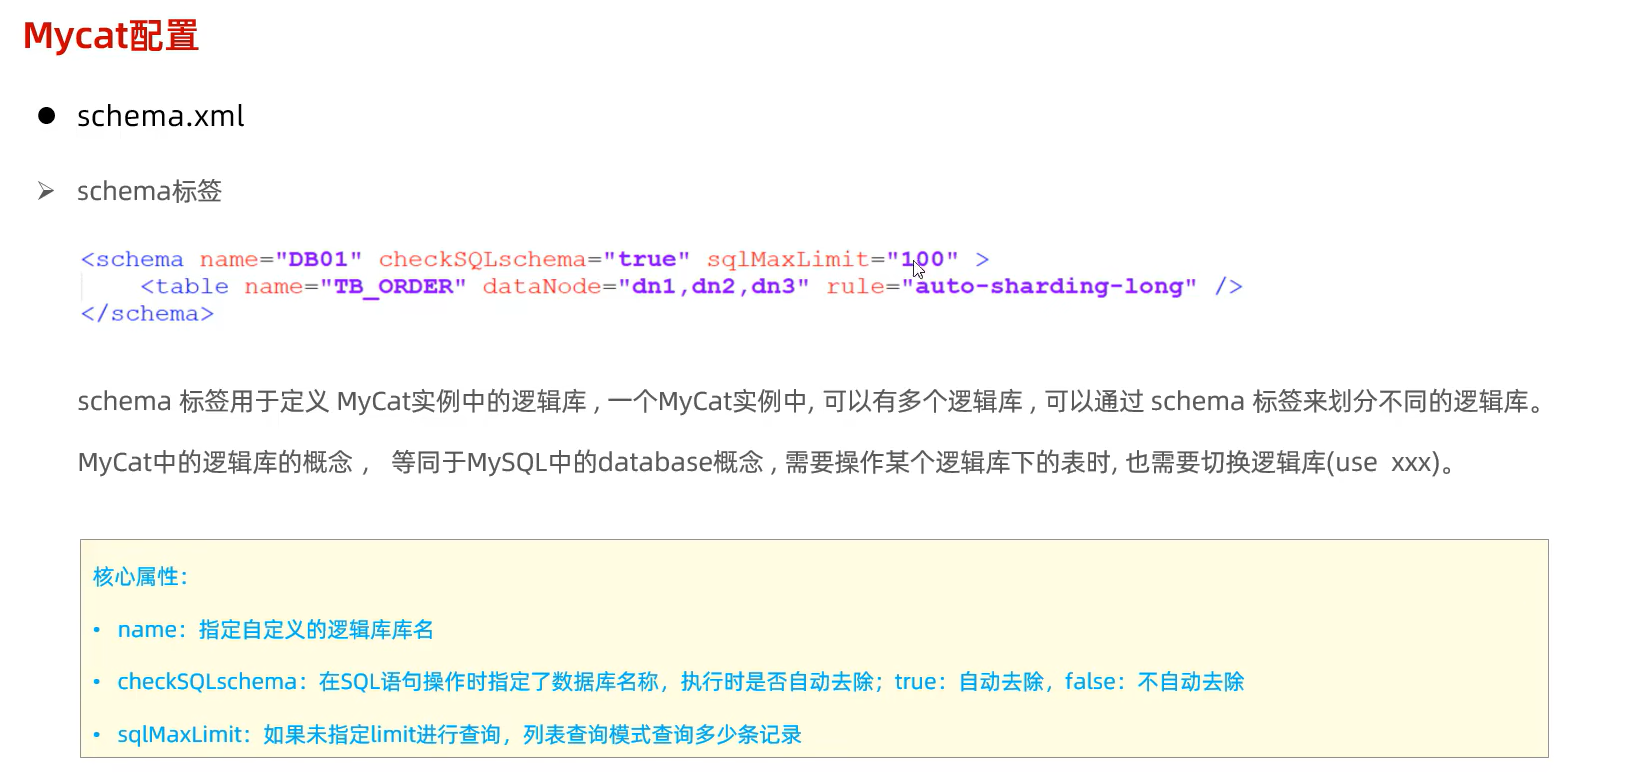 Mycat配置
● schema.xml
➢ schema标签
<schema name="DB01" checkSQLschema="true" sqlMaxLimit="100" >
<table name="TB_ORDER" dataNode="dn1,dn2,dn3" rule="auto-sharding-long" />
</schema>
schema 标签用于定义 MyCat实例中的逻辑库 , 一个MyCat实例中, 可以有多个逻辑库 , 可以通过 schema 标签来划分不同的逻辑库。
MyCat中的逻辑库的概念 ， 等同于MySQL中的database概念 , 需要操作某个逻辑库下的表时, 也需要切换逻辑库(use xxx)。
核心属性：
• name：指定自定义的逻辑库库名
• checkSQLschema：在SQL语句操作时指定了数据库名称，执行时是否自动去除；true：自动去除，false：不自动去除
• sqlMaxLimit：如果未指定limit进行查询，列表查询模式查询多少条记录